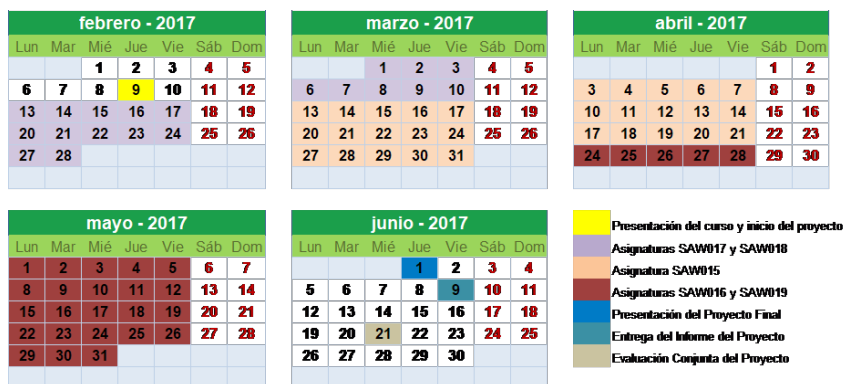 febrero - 2017
Lun Mar Mié Jue Vie Sáb Dom
1 2 3 4 5
6 7 8 9 10 11 12
13 14 15 16 17 18 19
20 21 22 23 24 25 26
27 28
marzo - 2017
Lun Mar Mié Jue Vie Sáb Dom
1 2 3 4 5
6 7 8 9 10 11 12
13 14 15 16 17 18 19
20 21 22 23 24 25 26
27 28 29 30 31
abril - 2017
Lun Mar Mié Jue Vie Sáb Dom
1 2
3 4 5 6 7 8 9
10 11 12 13 14 15 16
17 18 19 20 21 22 23
24 25 26 27 28 29 30
mayo - 2017
Lun Mar Mié Jue Vie Sáb Dom
1 2 3 4 5 6 7
8 9 10 11 12 13 14
15 16 17 18 19 20 21
22 23 24 25 26 27 28
29 30 31
junio - 2017
Lun Mar Mié Jue Vie Sáb Dom
1 2 3 4
5 6 7 8 9 10 11
12 13 14 15 16 17 18
19 20 21 22 23 24 25
26 27 28 29 30
Presentación del curso y inicio del proyecto
Asignaturas SAW017 y SAW018
Asignatura SAW015
Asignaturas SAW016 y SAW019
Presentación del Proyecto Final
Entrega del Informe del Proyecto
Evaluación Conjunta del Proyecto